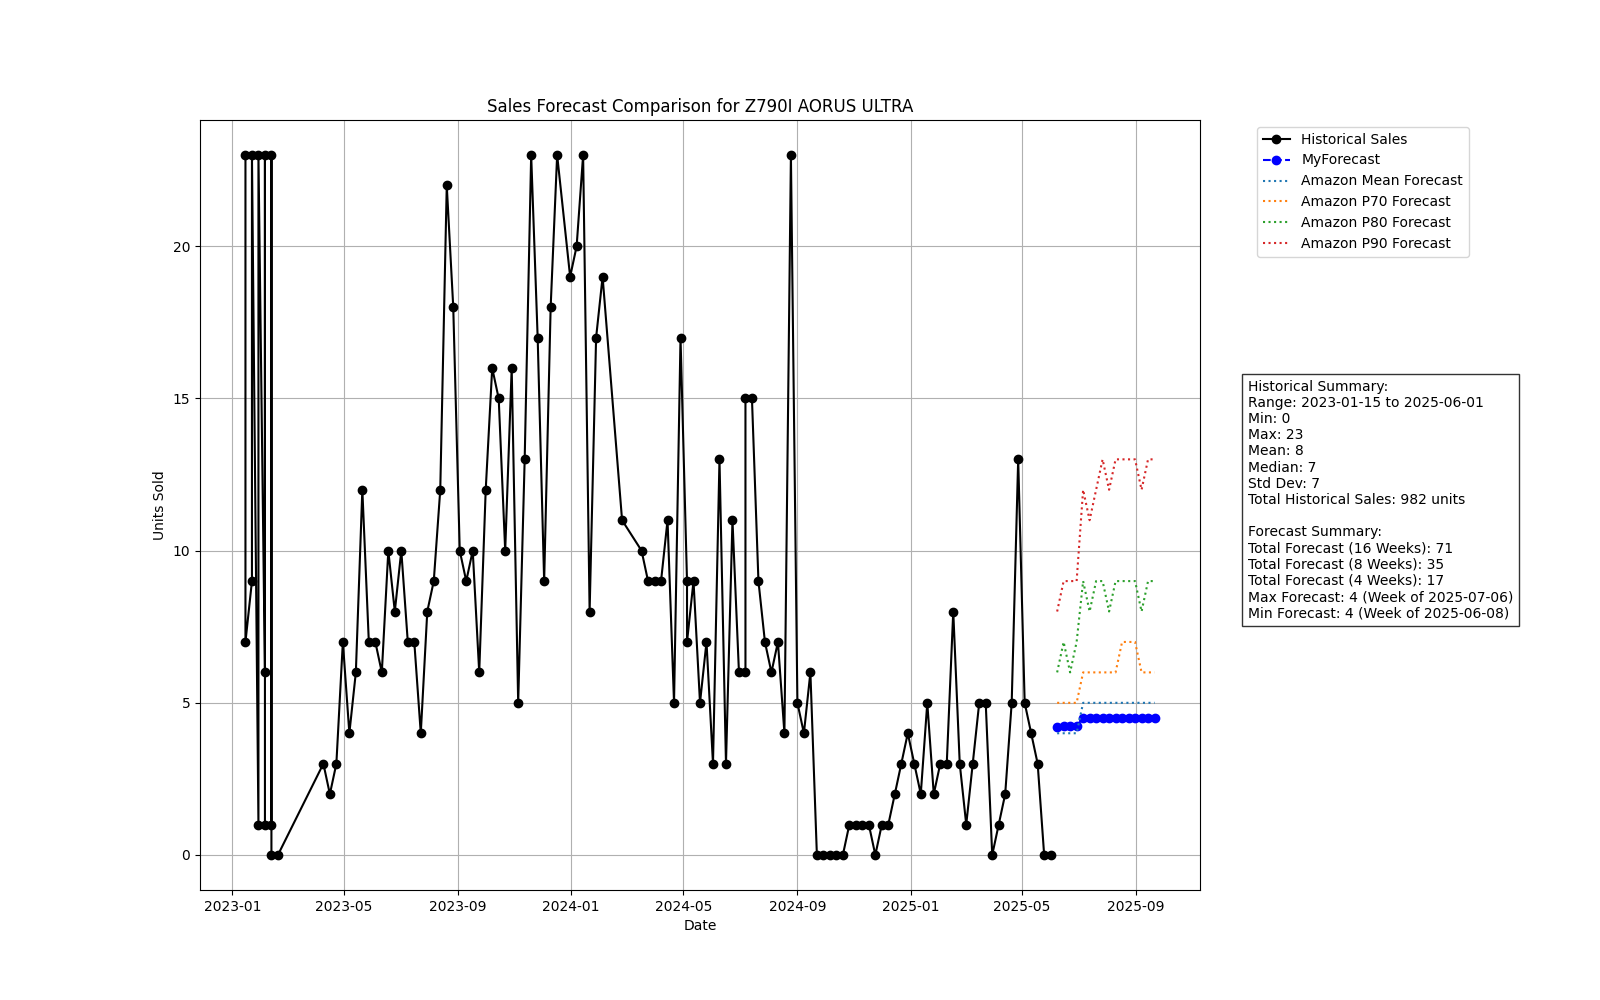 Sales Forecast Comparison for Z790I AORUS ULTRA
Historical Sales
MyForecast
Amazon Mean Forecast
Amazon P70 Forecast
Amazon P80 Forecast
Amazon P90 Forecast
Units Sold
20
15
10
5
0
2023-01
2023-05
2023-09
2024-01
2024-05
2024-09
2025-01
2025-05
2025-09
Date
Historical Summary:
Range: 2023-01-15 to 2025-06-01
Min: 0
Max: 23
Mean: 8
Median: 7
Std Dev: 7
Total Historical Sales: 982 units
Forecast Summary:
Total Forecast (16 Weeks): 71
Total Forecast (8 Weeks): 35
Total Forecast (4 Weeks): 17
Max Forecast: 4 (Week of 2025-07-06)
Min Forecast: 4 (Week of 2025-06-08)